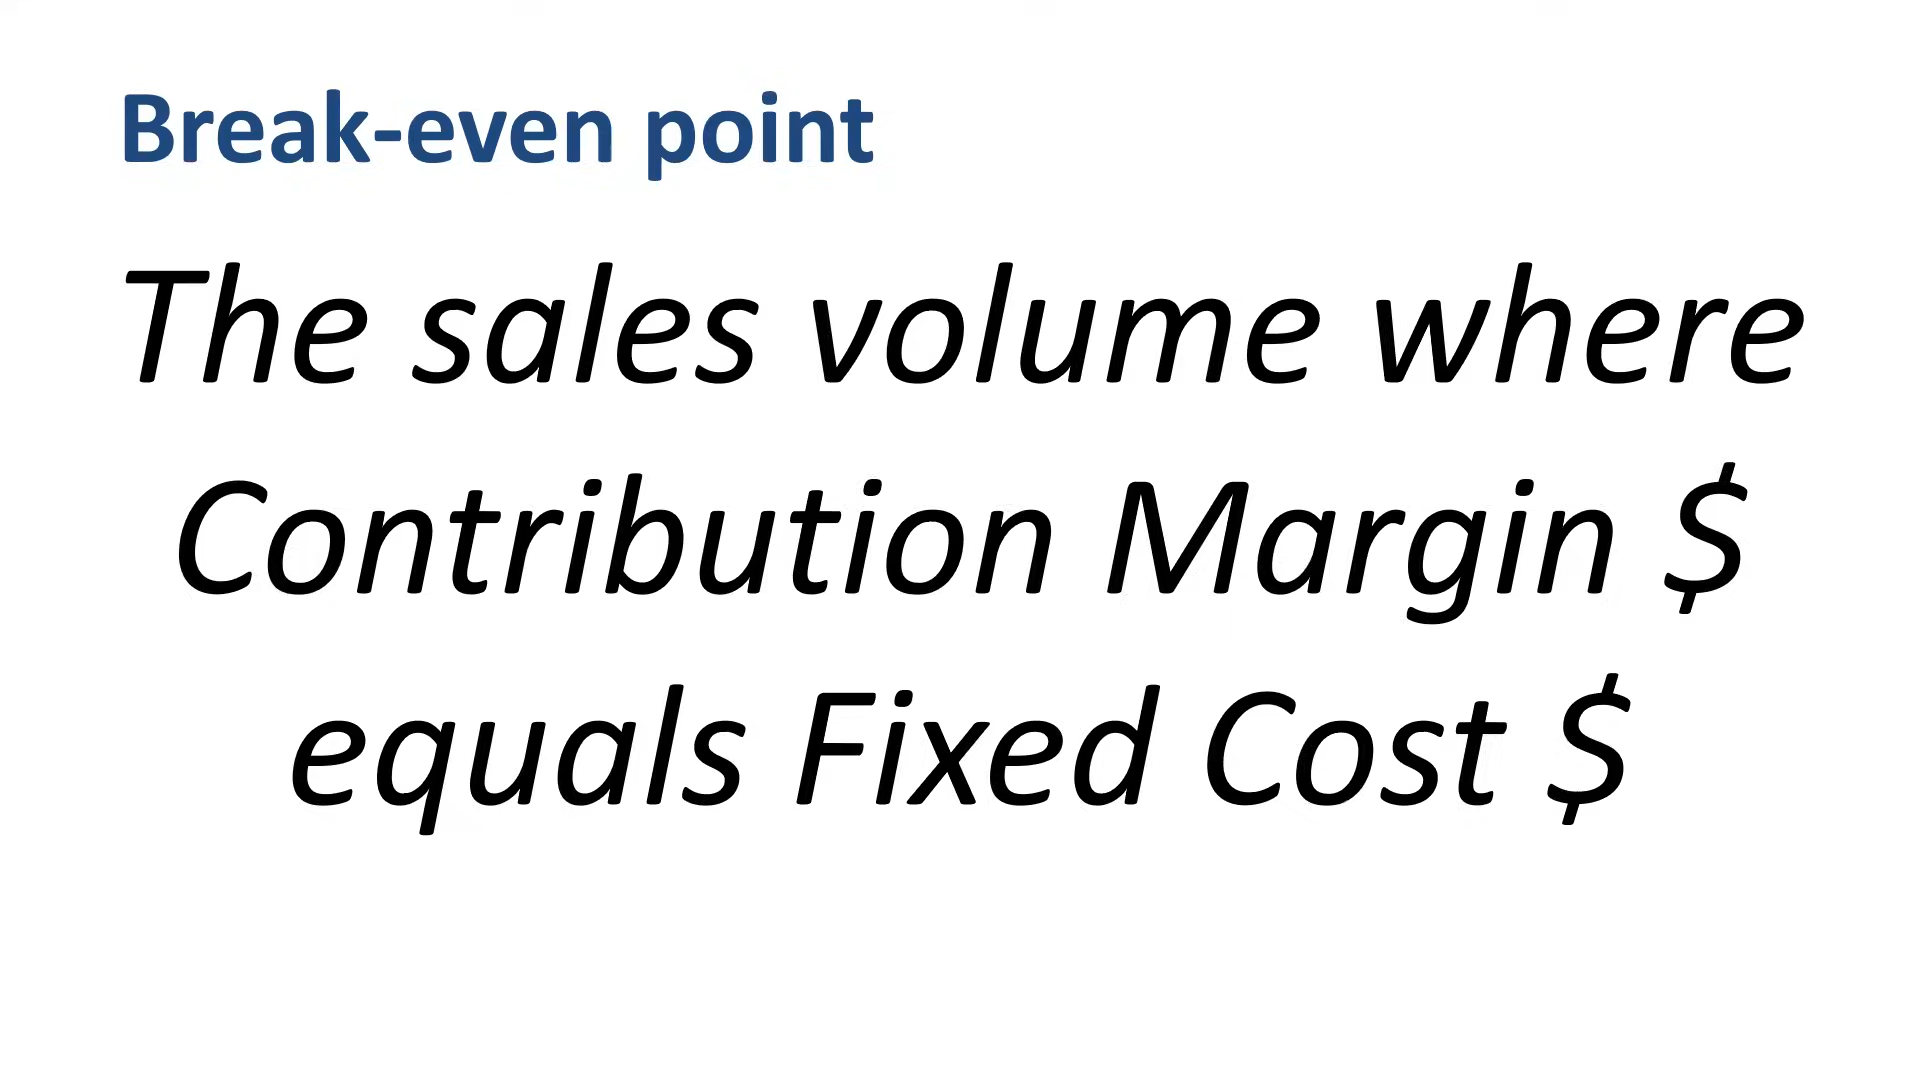 Break-even point
The sales volume where
Contribution Margin $
equals Fixed Cost $